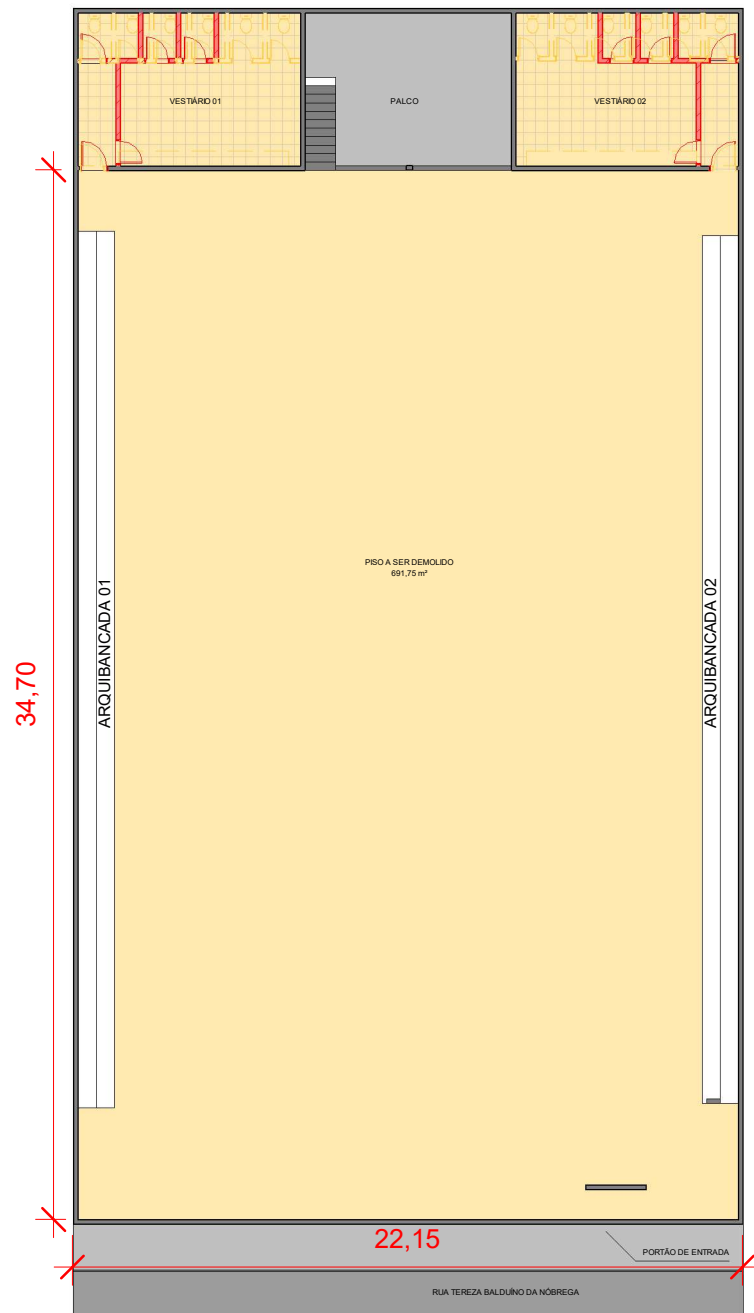 VESTIÁRIO 01
PALCO
VESTIÁRIO 02
PISO A SER DEMOLIDO
691,75 m²
ARQUIBANCADA 01
ARQUIBANCADA 02
34,70
22,15
PORTÃO DE ENTRADA
RUA TEREZA BALDUÍNO DA NÓBREGA